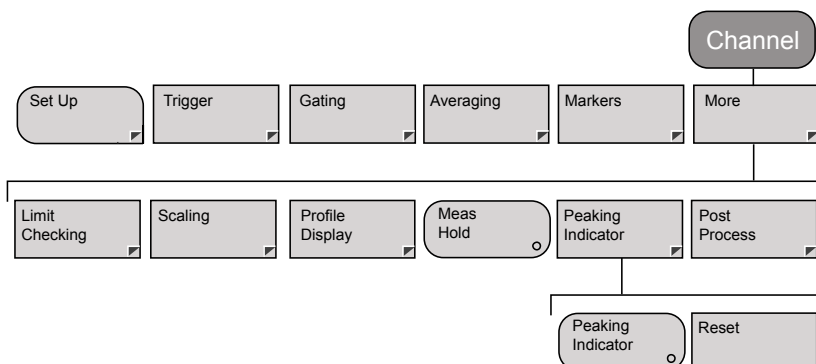 Channel
Set Up
Trigger
Gating
Averaging
Markers
More
Limit
Checking
Scaling
Profile
Display
Meas
Hold
Peaking
Indicator
Post
Process
Peaking
Indicator
Reset